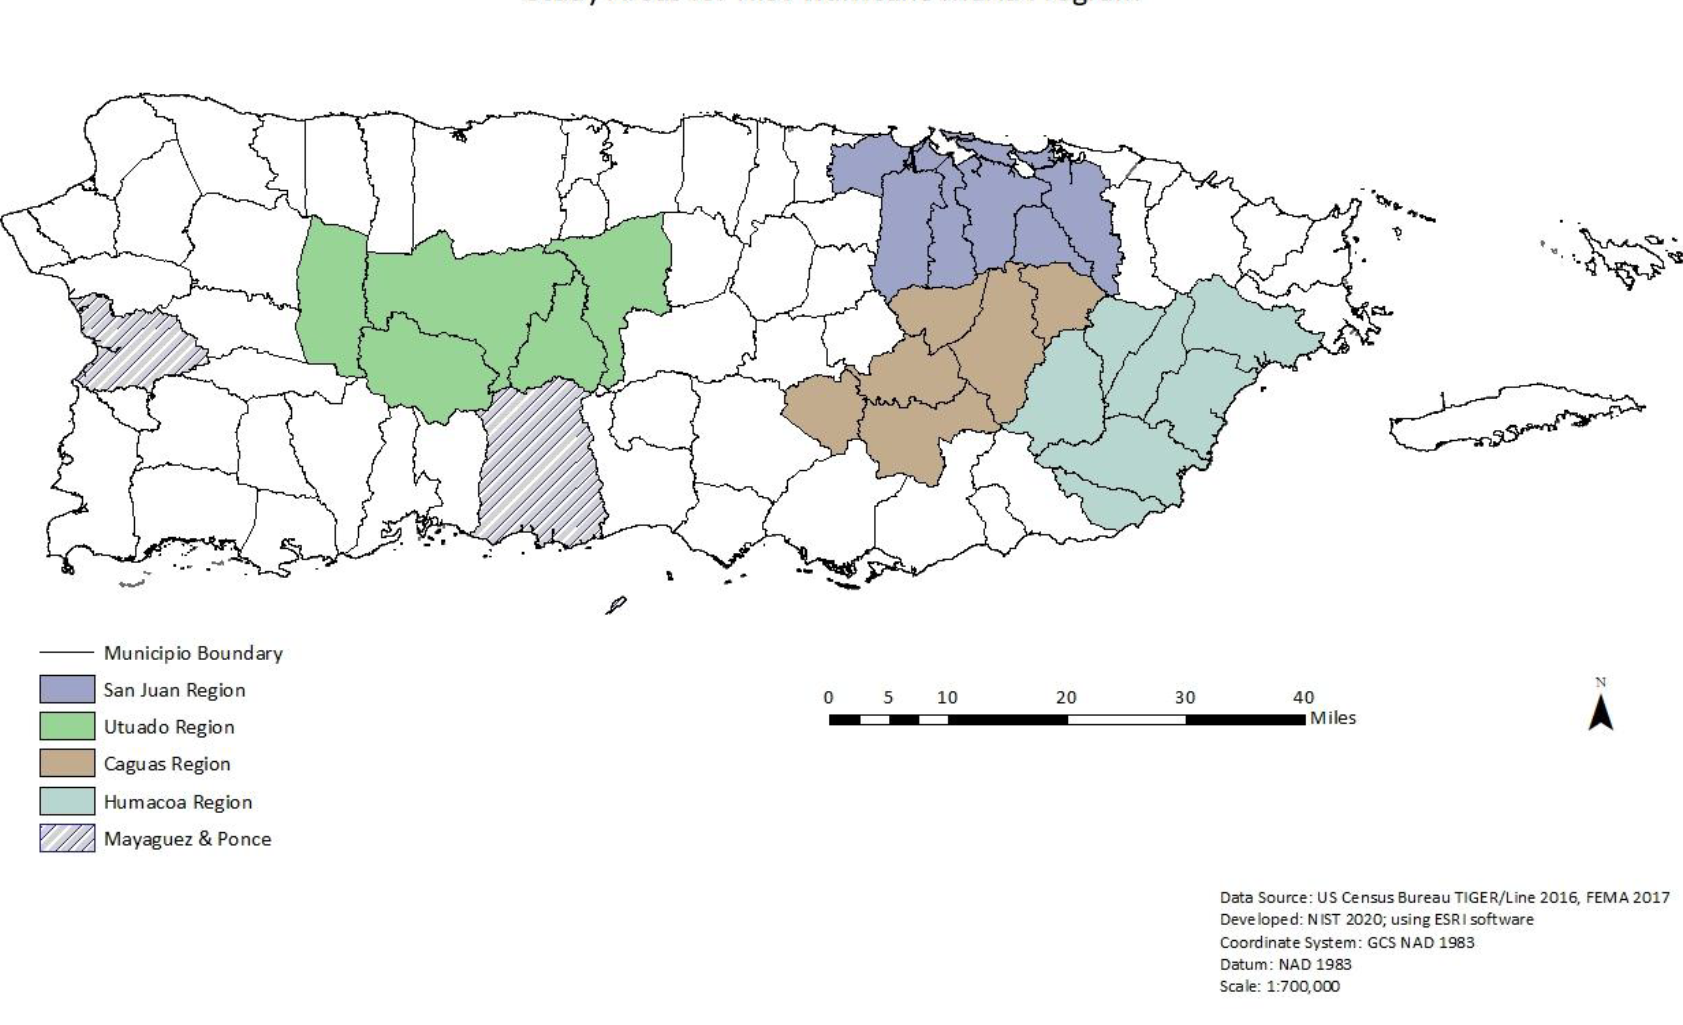 Municipio Boundary
San Juan Region
Utuado Region
Caguas Region
Humacoa Region
Mayaguez & Ponce
0 5 10 20 30 40
Miles
N
Data Source: US Census Bureau TIGER/Line 2016, FEMA 2017
Developed: NIST 2020; using ESRI software
Coordinate System: GCS NAD 1983
Datum: NAD 1983
Scale: 1:700,000